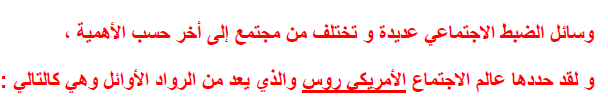 وسائل الضبط الاجتماعي عديدة و تختلف من مجتمع إلى أخر حسب الأهمية ،
و لقد حددها عالم الاجتماع الأمريكي روس والذي يعد من الرواد الأوائل وهي كالتالي :